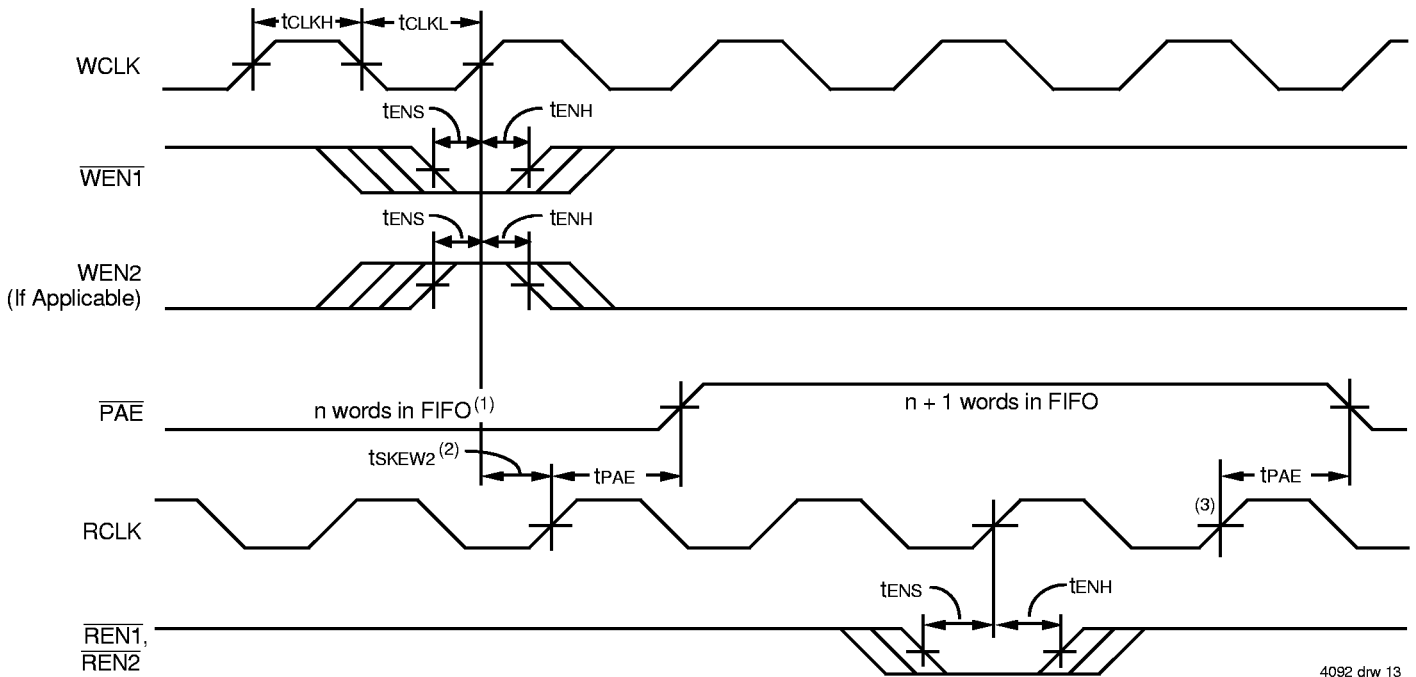 tCLKH
tCLKL
WCLK
tENS
tENH
WEN1
tENS
tENH
WEN2
(If Applicable)
PAE
n words in FIFO(1)
n + 1 words in FIFO
tSKEW2(2)
tPAE
tPAE
RCLK
(3)
tENS
tENH
REN1,
REN2
4092 drw 13